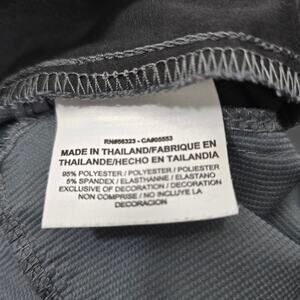 RN#56323 - CA#05553
MADE IN THAILAND/FABRIQUE EN
THAILANDE/HECHO EN TAILANDIA
95% POLYESTER / POLYESTER / POLIESTER
5% SPANDEX / ELASTHANNE / ELASTANO
EXCLUSIVE OF DECORATION / DECORATION
NON COMPRISE / NO INCLUYE LA
DECORACION